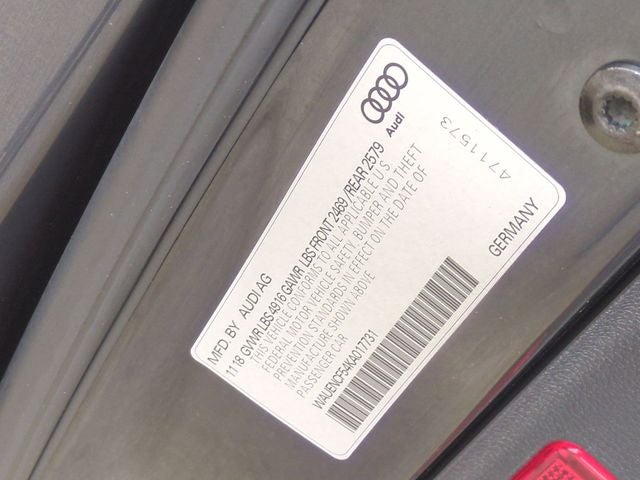 Audi
MFD BY AUDI AG
11 18 GVWR LBS 4916 GAWR LBS FRONT 2469 /REAR 2579
THIS VEHICLE CONFORMS TO ALL APPLICABLE U.S.
FEDERAL MOTOR VEHICLE SAFETY, BUMPER AND THEFT
PREVENTION STANDARDS IN EFFECT ON THE DATE OF
MANUFACTURE SHOWN ABOVE
PASSENGER CAR
WAUENCF54KA017731
A711573
GERMANY